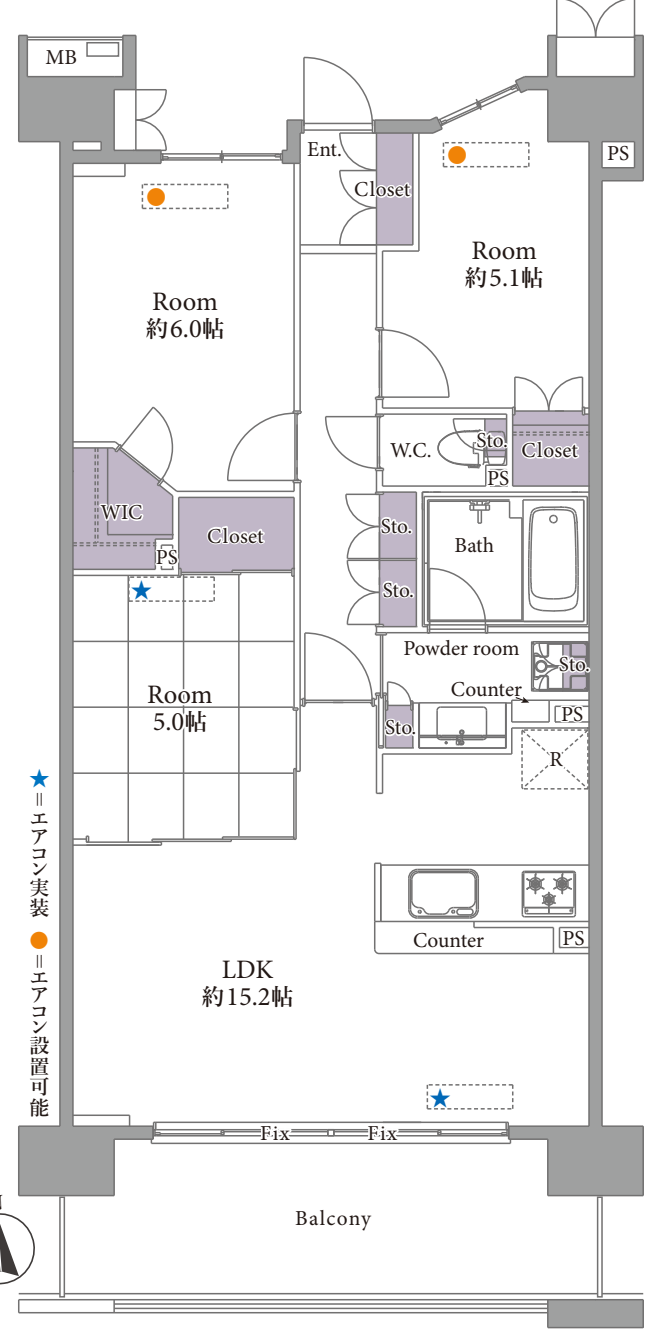 MB
Ent.
PS
Closet
Room
約5.1帖
Room
約6.0帖
W.C.
Sto.
Closet
PS
WIC
Closet
Sto.
Bath
PS
Sto.
Powder room
Sto.
Room
5.0帖
Counter
PS
Sto.
R
★=エアコン実装
●=エアコン設置可能
Counter
PS
LDK
約15.2帖
Fix
Fix
Balcony